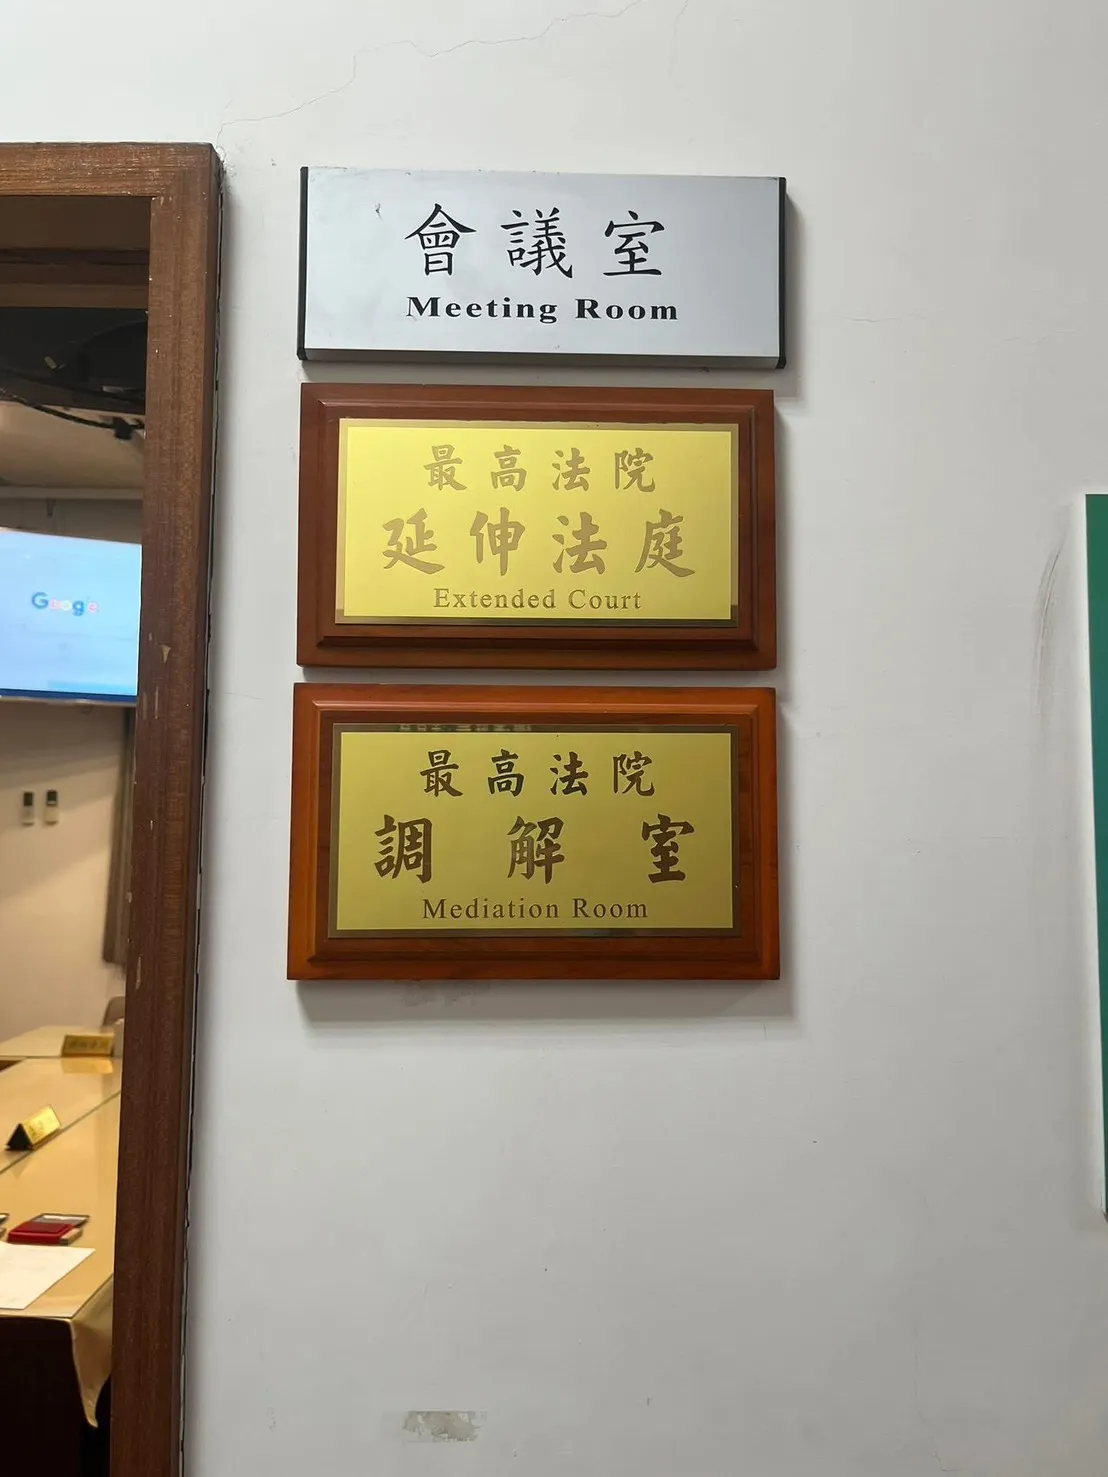 會議室
Meeting Room
最高法院
延伸法庭
Extended Court
最高法院
調解室
Mediation Room
Google